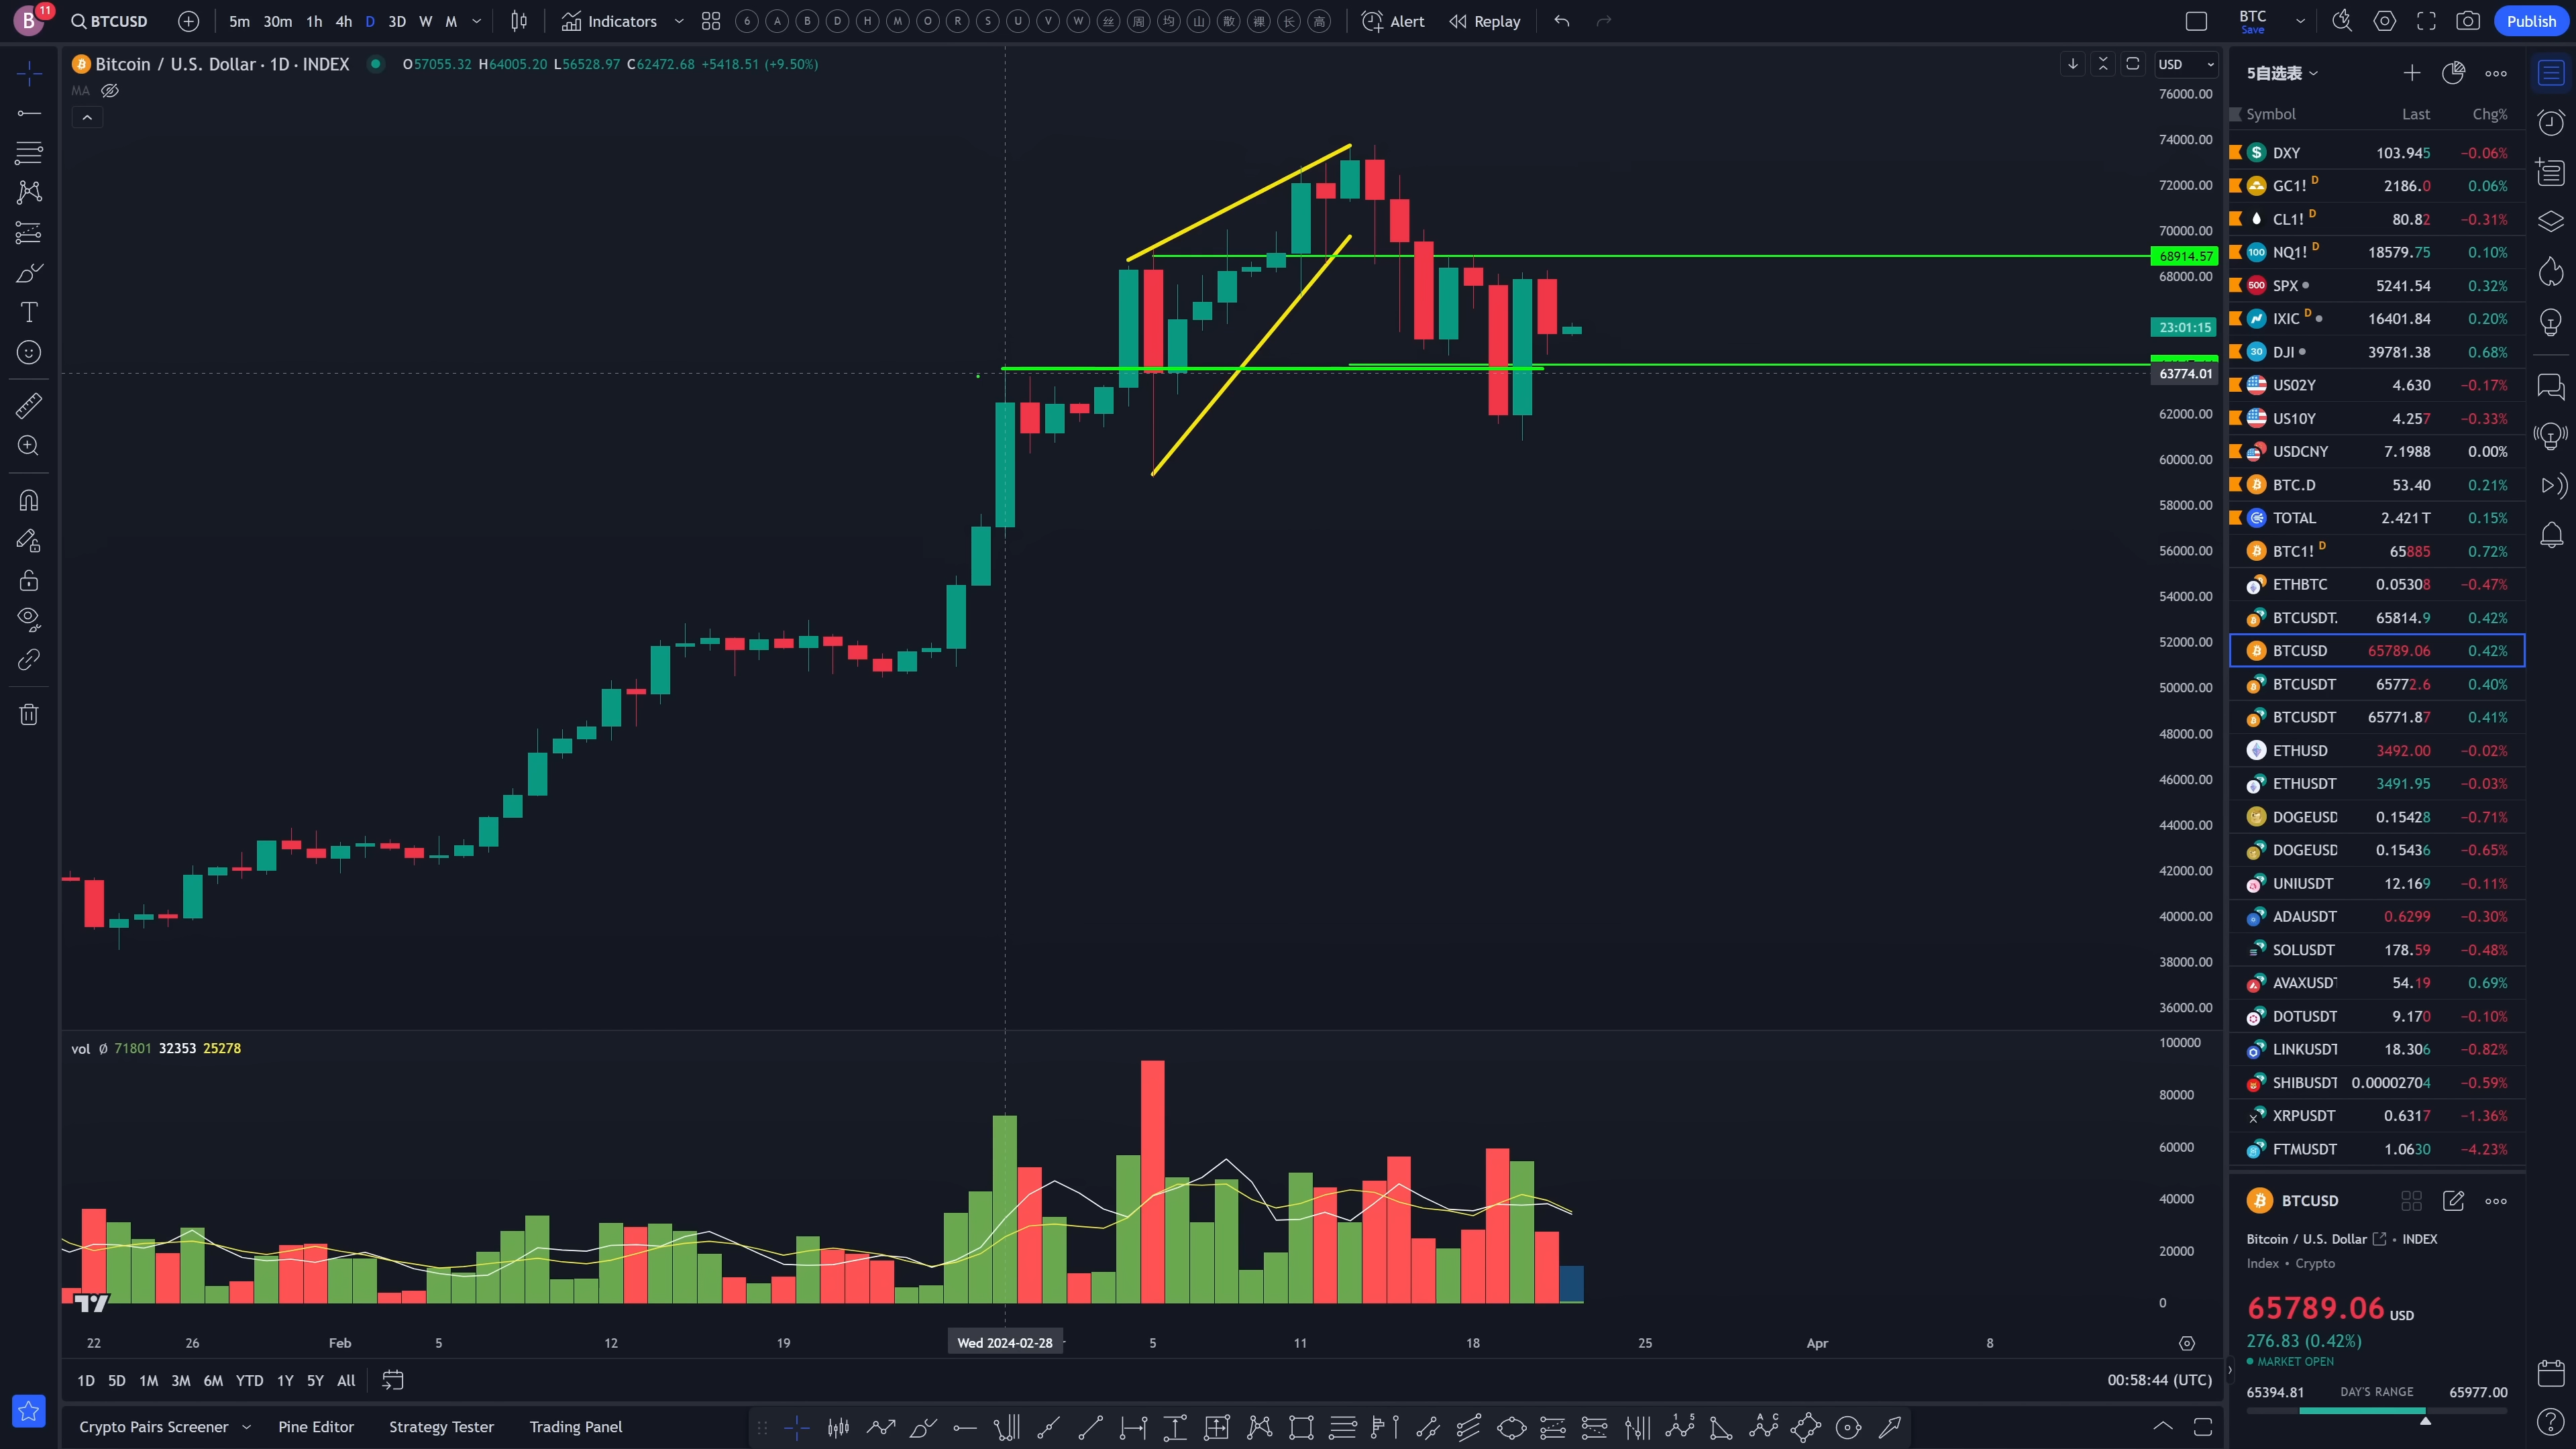 B 11 BTCUSD 5m 30m 1h 4h D 3D W M Indicators 6 A B D H M O R S U V W 丝 周 均 山 散 裸 长 高 Alert Replay BTC Save Publish
Bitcoin / U.S. Dollar · 1D · INDEX O57055.32 H64005.20 L56528.97 C62472.68 +5418.51 (+9.50%)
MA
USD
76000.00
74000.00
72000.00
70000.00
68914.57
68000.00
23:01:15
63774.01
62000.00
60000.00
58000.00
56000.00
54000.00
52000.00
50000.00
48000.00
46000.00
44000.00
42000.00
40000.00
38000.00
36000.00
vol Ø 71801 32353 25278
100000
80000
60000
40000
20000
0
22 26 Feb 5 12 19 Wed 2024-02-28 5 11 18 25 Apr 8
1D 5D 1M 3M 6M YTD 1Y 5Y All 00:58:44 (UTC)
Crypto Pairs Screener Pine Editor Strategy Tester Trading Panel
5自选表
Symbol Last Chg%
DXY 103.945 −0.06%
GC1! D 2186.0 0.06%
CL1! D 80.82 −0.31%
100 NQ1! D 18579.75 0.10%
500 SPX 5241.54 0.32%
IXIC D 16401.84 0.20%
30 DJI 39781.38 0.68%
US02Y 4.630 −0.17%
US10Y 4.257 −0.33%
USDCNY 7.1988 0.00%
BTC.D 53.40 0.21%
TOTAL 2.421 T 0.15%
BTC1! D 65885 0.72%
ETHBTC 0.05308 −0.47%
BTCUSDT. 65814.9 0.42%
BTCUSD 65789.06 0.42%
BTCUSDT 65772.6 0.40%
BTCUSDT 65771.87 0.41%
ETHUSD 3492.00 −0.02%
ETHUSDT 3491.95 −0.03%
DOGEUSD 0.15428 −0.71%
DOGEUSD 0.15436 −0.65%
UNIUSDT 12.169 −0.11%
ADAUSDT 0.6299 −0.30%
SOLUSDT 178.59 −0.48%
AVAXUSDT 54.19 0.69%
DOTUSDT 9.170 −0.10%
LINKUSDT 18.306 −0.82%
SHIBUSDT 0.00002704 −0.59%
XRPUSDT 0.6317 −1.36%
FTMUSDT 1.0630 −4.23%
BTCUSD
Bitcoin / U.S. Dollar • INDEX
Index • Crypto
65789.06 USD
276.83 (0.42%)
MARKET OPEN
65394.81 DAY'S RANGE 65977.00